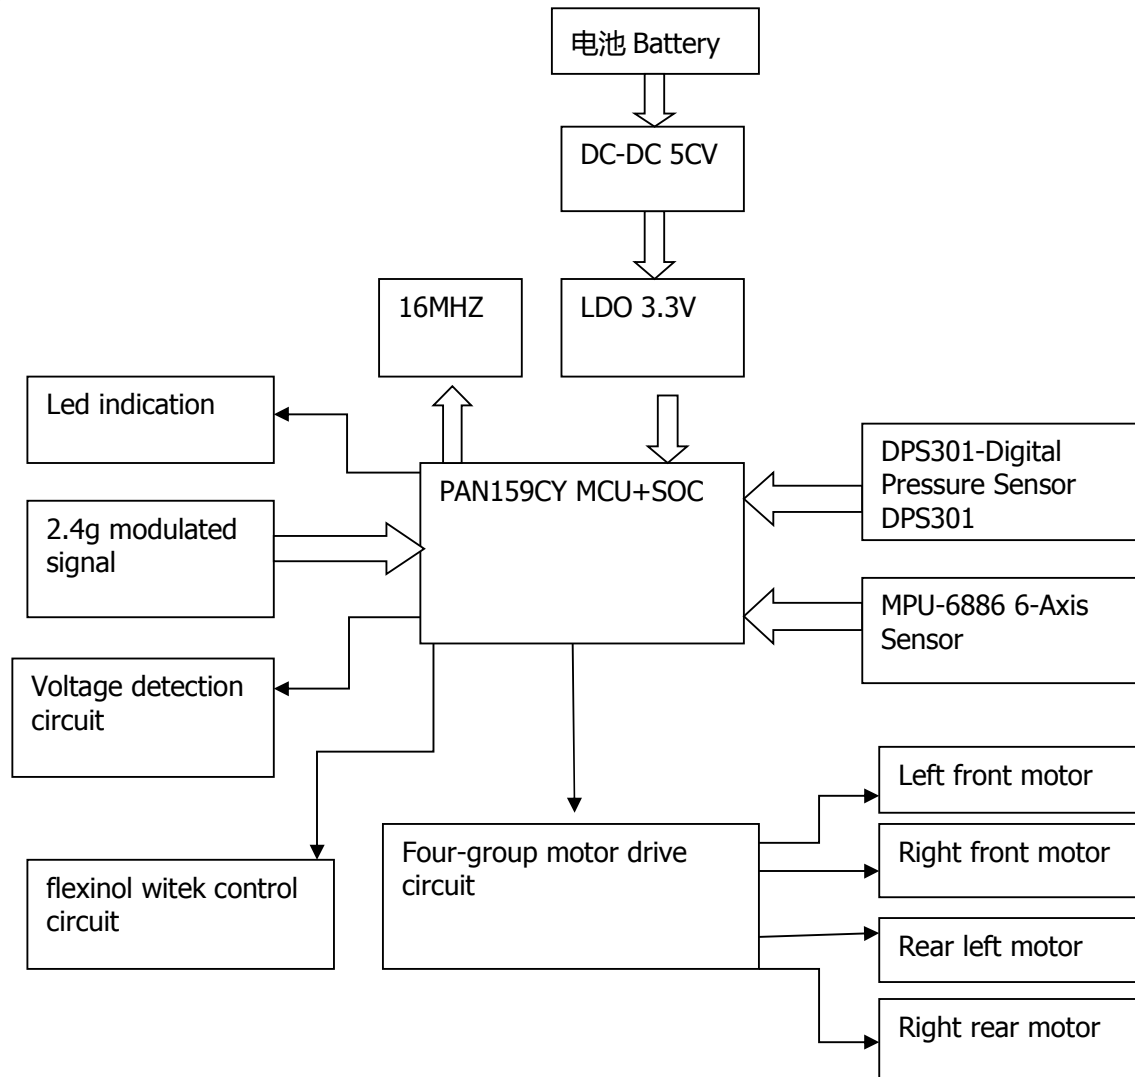 电池 Battery
DC-DC 5CV
16MHZ
LDO 3.3V
Led indication
PAN159CY MCU+SOC
DPS301-Digital
Pressure Sensor
DPS301
2.4g modulated
signal
MPU-6886 6-Axis
Sensor
Voltage detection
circuit
Left front motor
Four-group motor drive
circuit
Right front motor
flexinol witek control
circuit
Rear left motor
Right rear motor